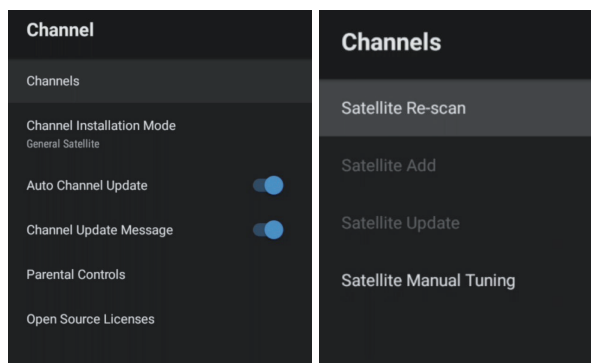 Channel
Channels
Channel Installation Mode
General Satellite
Auto Channel Update
Channel Update Message
Parental Controls
Open Source Licenses
Channels
Satellite Re-scan
Satellite Add
Satellite Update
Satellite Manual Tuning